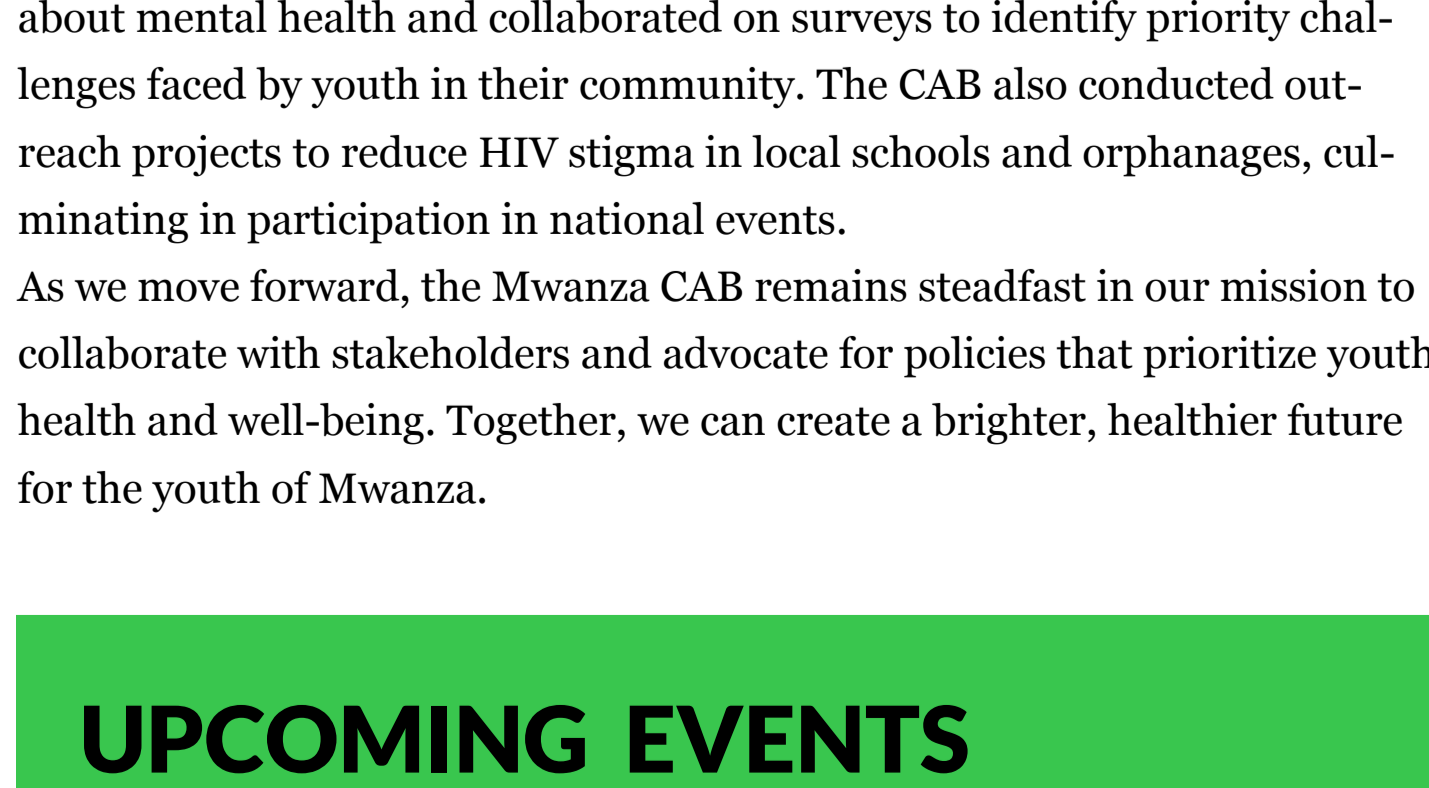 about mental health and collaborated on surveys to identify priority chal-
lenges faced by youth in their community. The CAB also conducted out-
reach projects to reduce HIV stigma in local schools and orphanages, cul-
minating in participation in national events.
As we move forward, the Mwanza CAB remains steadfast in our mission to
collaborate with stakeholders and advocate for policies that prioritize youth
health and well-being. Together, we can create a brighter, healthier future
for the youth of Mwanza.
UPCOMING EVENTS